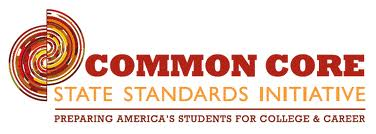 COMMON CORE
STATE STANDARDS INITIATIVE
PREPARING AMERICA'S STUDENTS FOR COLLEGE & CAREER